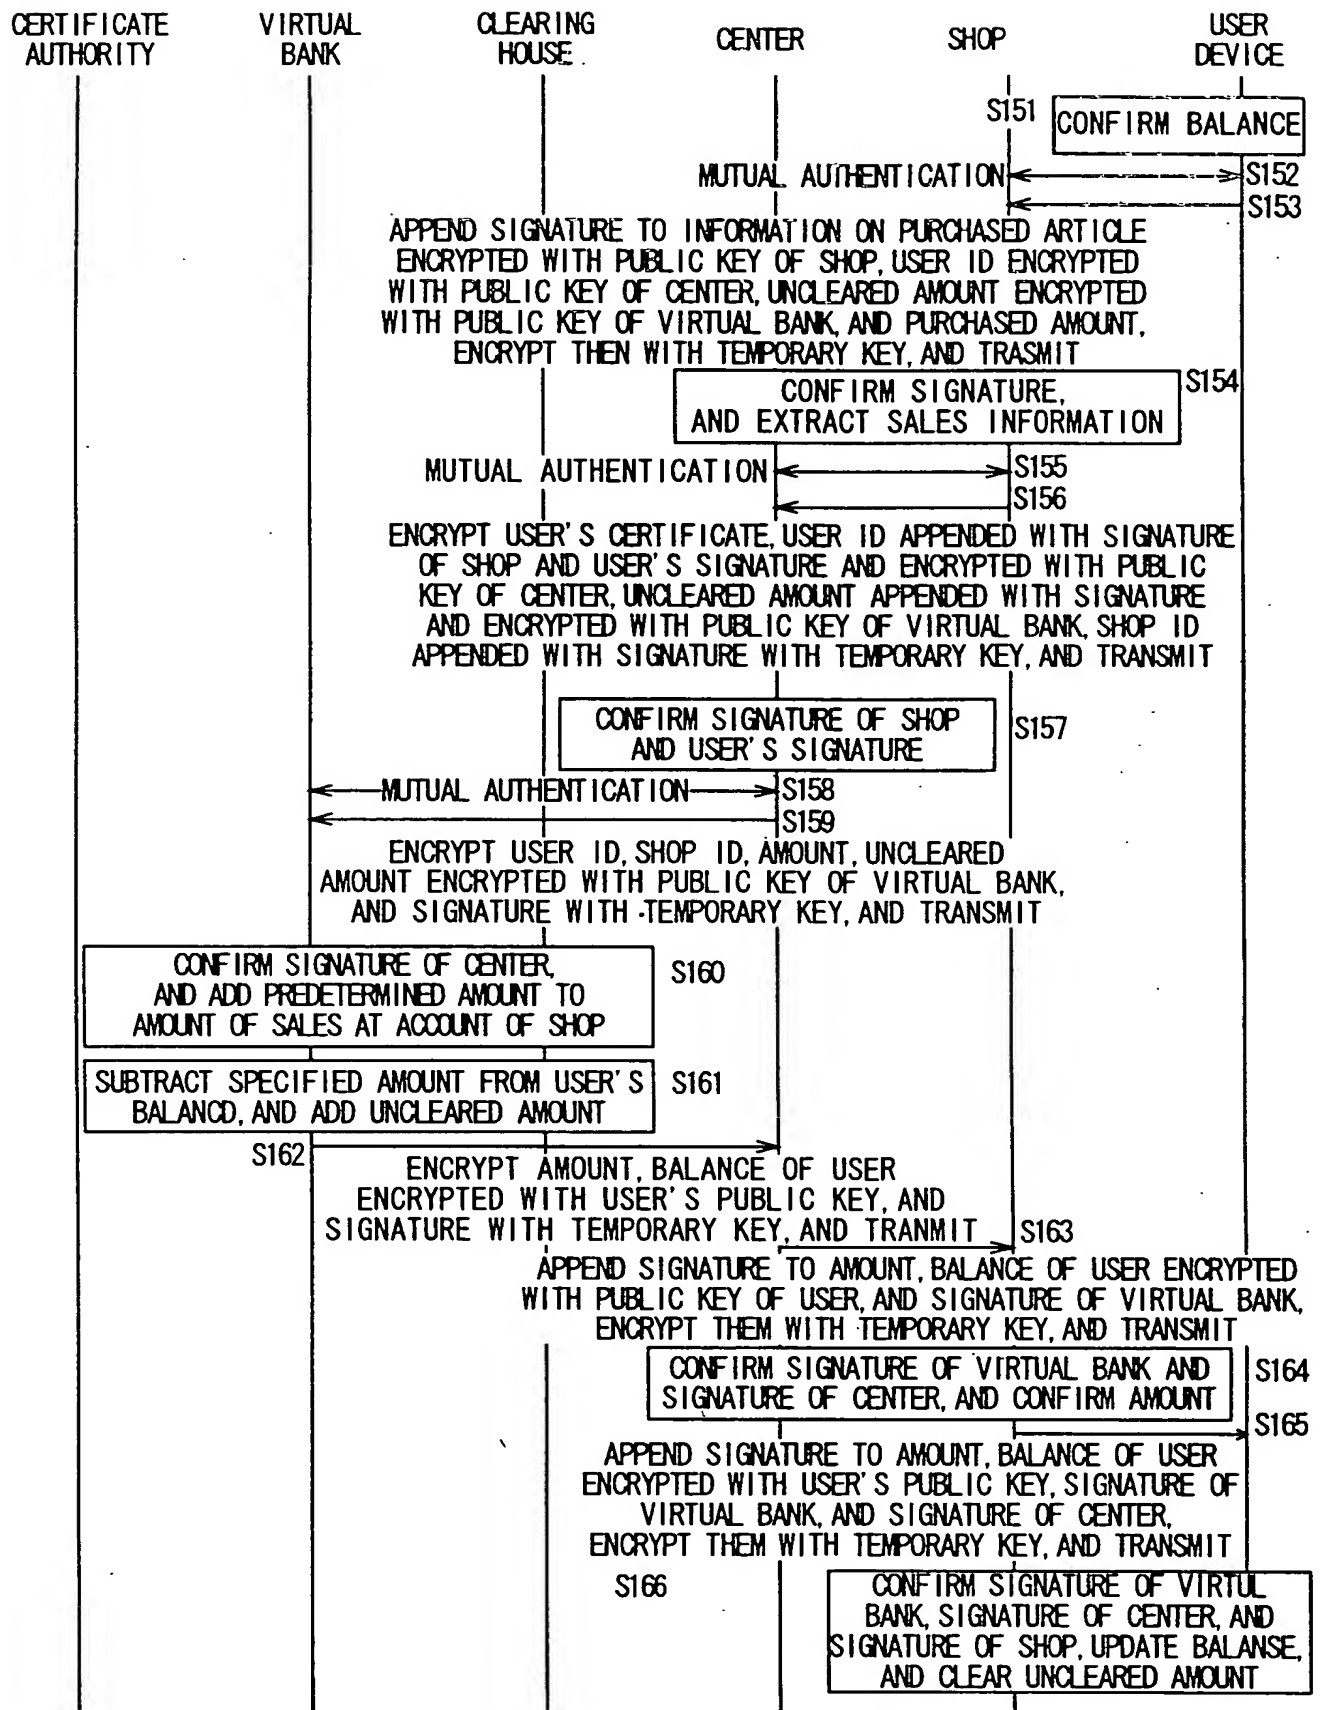 CERTIFICATE AUTHORITY
VIRTUAL BANK
CLEARING HOUSE
CENTER
SHOP
USER DEVICE
S151
CONFIRM BALANCE
MUTUAL AUTHENTICATION
S152
S153
APPEND SIGNATURE TO INFORMATION ON PURCHASED ARTICLE
ENCRYPTED WITH PUBLIC KEY OF SHOP, USER ID ENCRYPTED
WITH PUBLIC KEY OF CENTER, UNCLEARED AMOUNT ENCRYPTED
WITH PUBLIC KEY OF VIRTUAL BANK, AND PURCHASED AMOUNT,
ENCRYPT THEN WITH TEMPORARY KEY, AND TRASMIT
S154
CONFIRM SIGNATURE,
AND EXTRACT SALES INFORMATION
MUTUAL AUTHENTICATION
S155
S156
ENCRYPT USER'S CERTIFICATE, USER ID APPENDED WITH SIGNATURE
OF SHOP AND USER'S SIGNATURE AND ENCRYPTED WITH PUBLIC
KEY OF CENTER, UNCLEARED AMOUNT APPENDED WITH SIGNATURE
AND ENCRYPTED WITH PUBLIC KEY OF VIRTUAL BANK, SHOP ID
APPENDED WITH SIGNATURE WITH TEMPORARY KEY, AND TRANSMIT
CONFIRM SIGNATURE OF SHOP
AND USER'S SIGNATURE
S157
MUTUAL AUTHENTICATION
S158
S159
ENCRYPT USER ID, SHOP ID, AMOUNT, UNCLEARED
AMOUNT ENCRYPTED WITH PUBLIC KEY OF VIRTUAL BANK,
AND SIGNATURE WITH TEMPORARY KEY, AND TRANSMIT
CONFIRM SIGNATURE OF CENTER,
AND ADD PREDETERMINED AMOUNT TO
AMOUNT OF SALES AT ACCOUNT OF SHOP
S160
SUBTRACT SPECIFIED AMOUNT FROM USER'S
BALANCD, AND ADD UNCLEARED AMOUNT
S161
S162
ENCRYPT AMOUNT, BALANCE OF USER
ENCRYPTED WITH USER'S PUBLIC KEY, AND
SIGNATURE WITH TEMPORARY KEY, AND TRANMIT
S163
APPEND SIGNATURE TO AMOUNT, BALANCE OF USER ENCRYPTED
WITH PUBLIC KEY OF USER, AND SIGNATURE OF VIRTUAL BANK,
ENCRYPT THEM WITH TEMPORARY KEY, AND TRANSMIT
CONFIRM SIGNATURE OF VIRTUAL BANK AND
SIGNATURE OF CENTER, AND CONFIRM AMOUNT
S164
S165
APPEND SIGNATURE TO AMOUNT, BALANCE OF USER
ENCRYPTED WITH USER'S PUBLIC KEY, SIGNATURE OF
VIRTUAL BANK, AND SIGNATURE OF CENTER,
ENCRYPT THEM WITH TEMPORARY KEY, AND TRANSMIT
S166
CONFIRM SIGNATURE OF VIRTUL
BANK, SIGNATURE OF CENTER, AND
SIGNATURE OF SHOP, UPDATE BALANSE,
AND CLEAR UNCLEARED AMOUNT